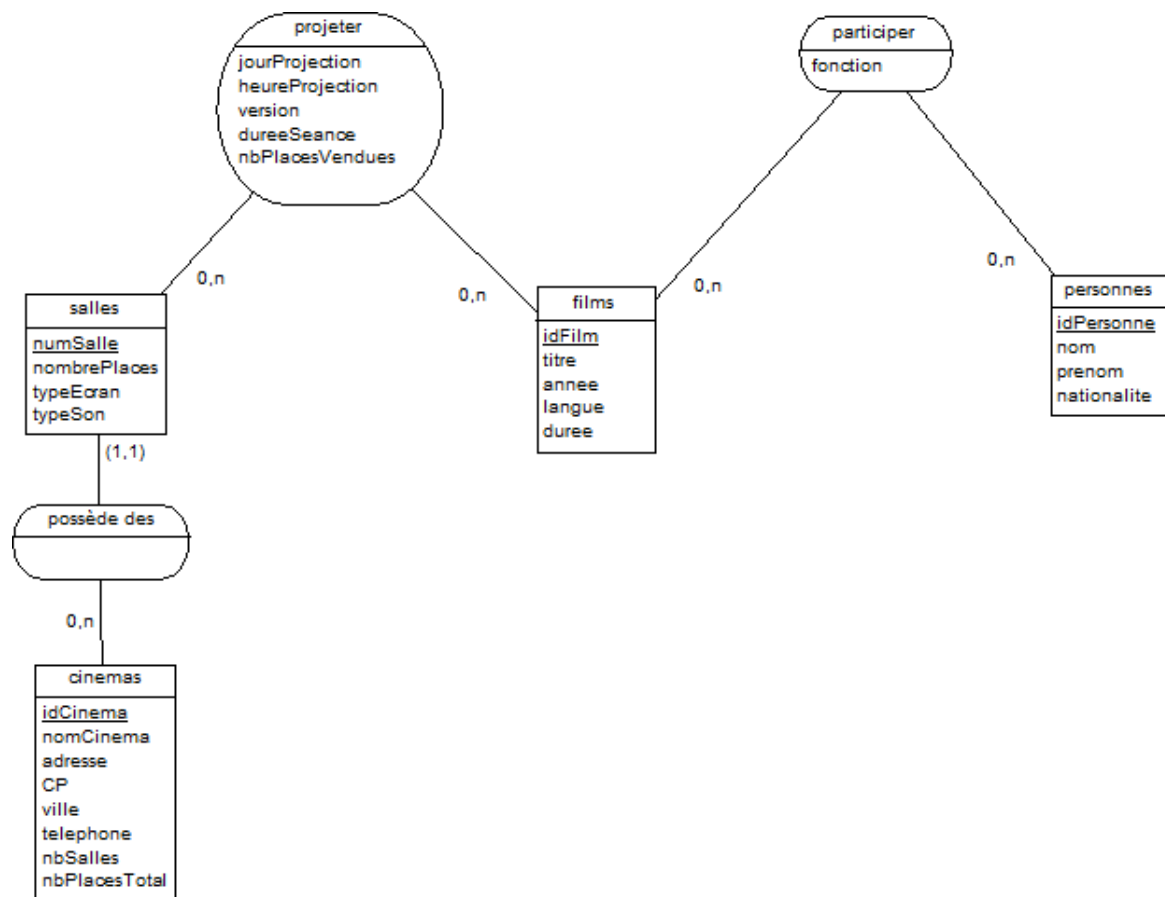 projeter
jourProjection
heureProjection
version
dureeSeance
nbPlacesVendues
participer
fonction
0,n
0,n
0,n
0,n
salles
numSalle
nombrePlaces
typeEcran
typeSon
films
idFilm
titre
annee
langue
duree
personnes
idPersonne
nom
prenom
nationalite
(1,1)
possède des
0,n
cinemas
idCinema
nomCinema
adresse
CP
ville
telephone
nbSalles
nbPlacesTotal